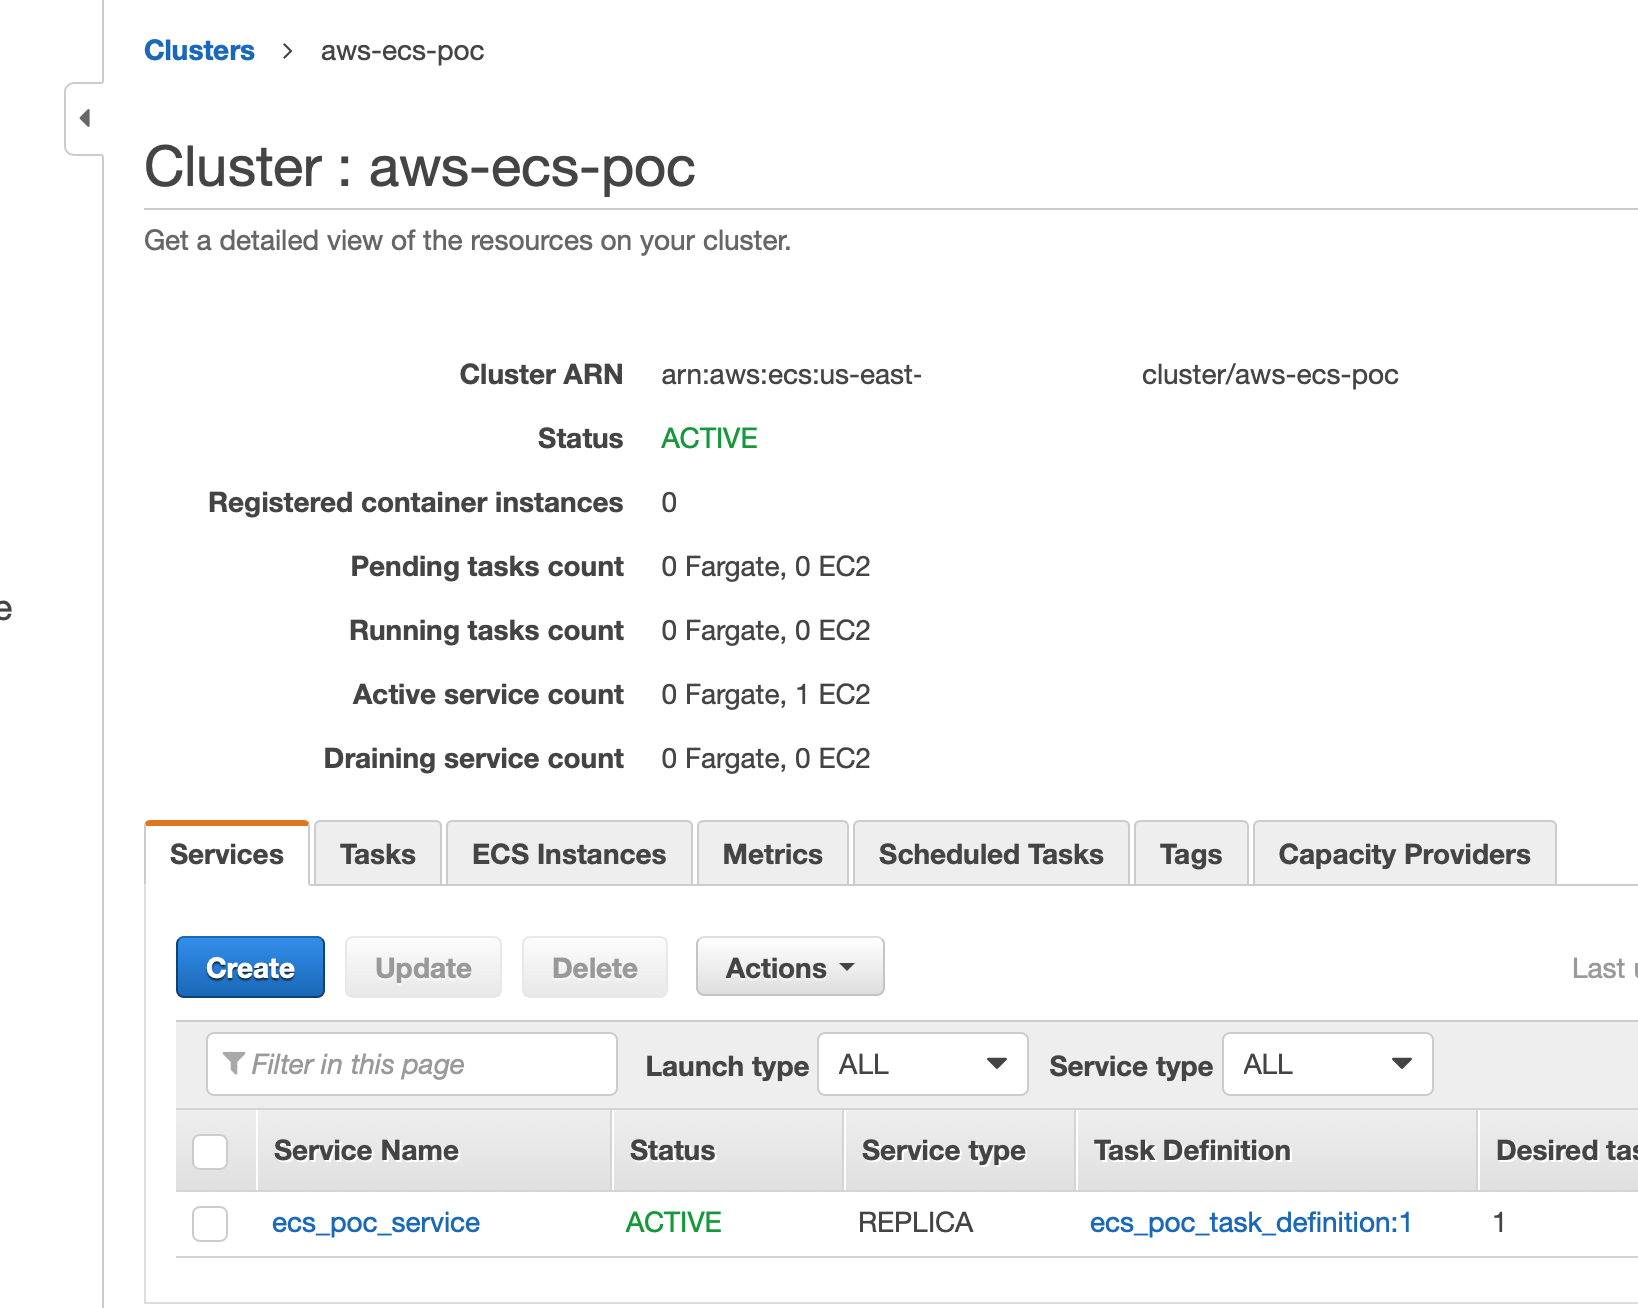 Clusters > aws-ecs-poc
Cluster : aws-ecs-poc
Get a detailed view of the resources on your cluster.
Cluster ARN arn:aws:ecs:us-east- cluster/aws-ecs-poc
Status ACTIVE
Registered container instances 0
e
Pending tasks count 0 Fargate, 0 EC2
Running tasks count 0 Fargate, 0 EC2
Active service count 0 Fargate, 1 EC2
Draining service count 0 Fargate, 0 EC2
Services Tasks ECS Instances Metrics Scheduled Tasks Tags Capacity Providers
Create Update Delete Actions Last u
Filter in this page Launch type ALL Service type ALL
Service Name Status Service type Task Definition Desired tas
ecs_poc_service ACTIVE REPLICA ecs_poc_task_definition:1 1